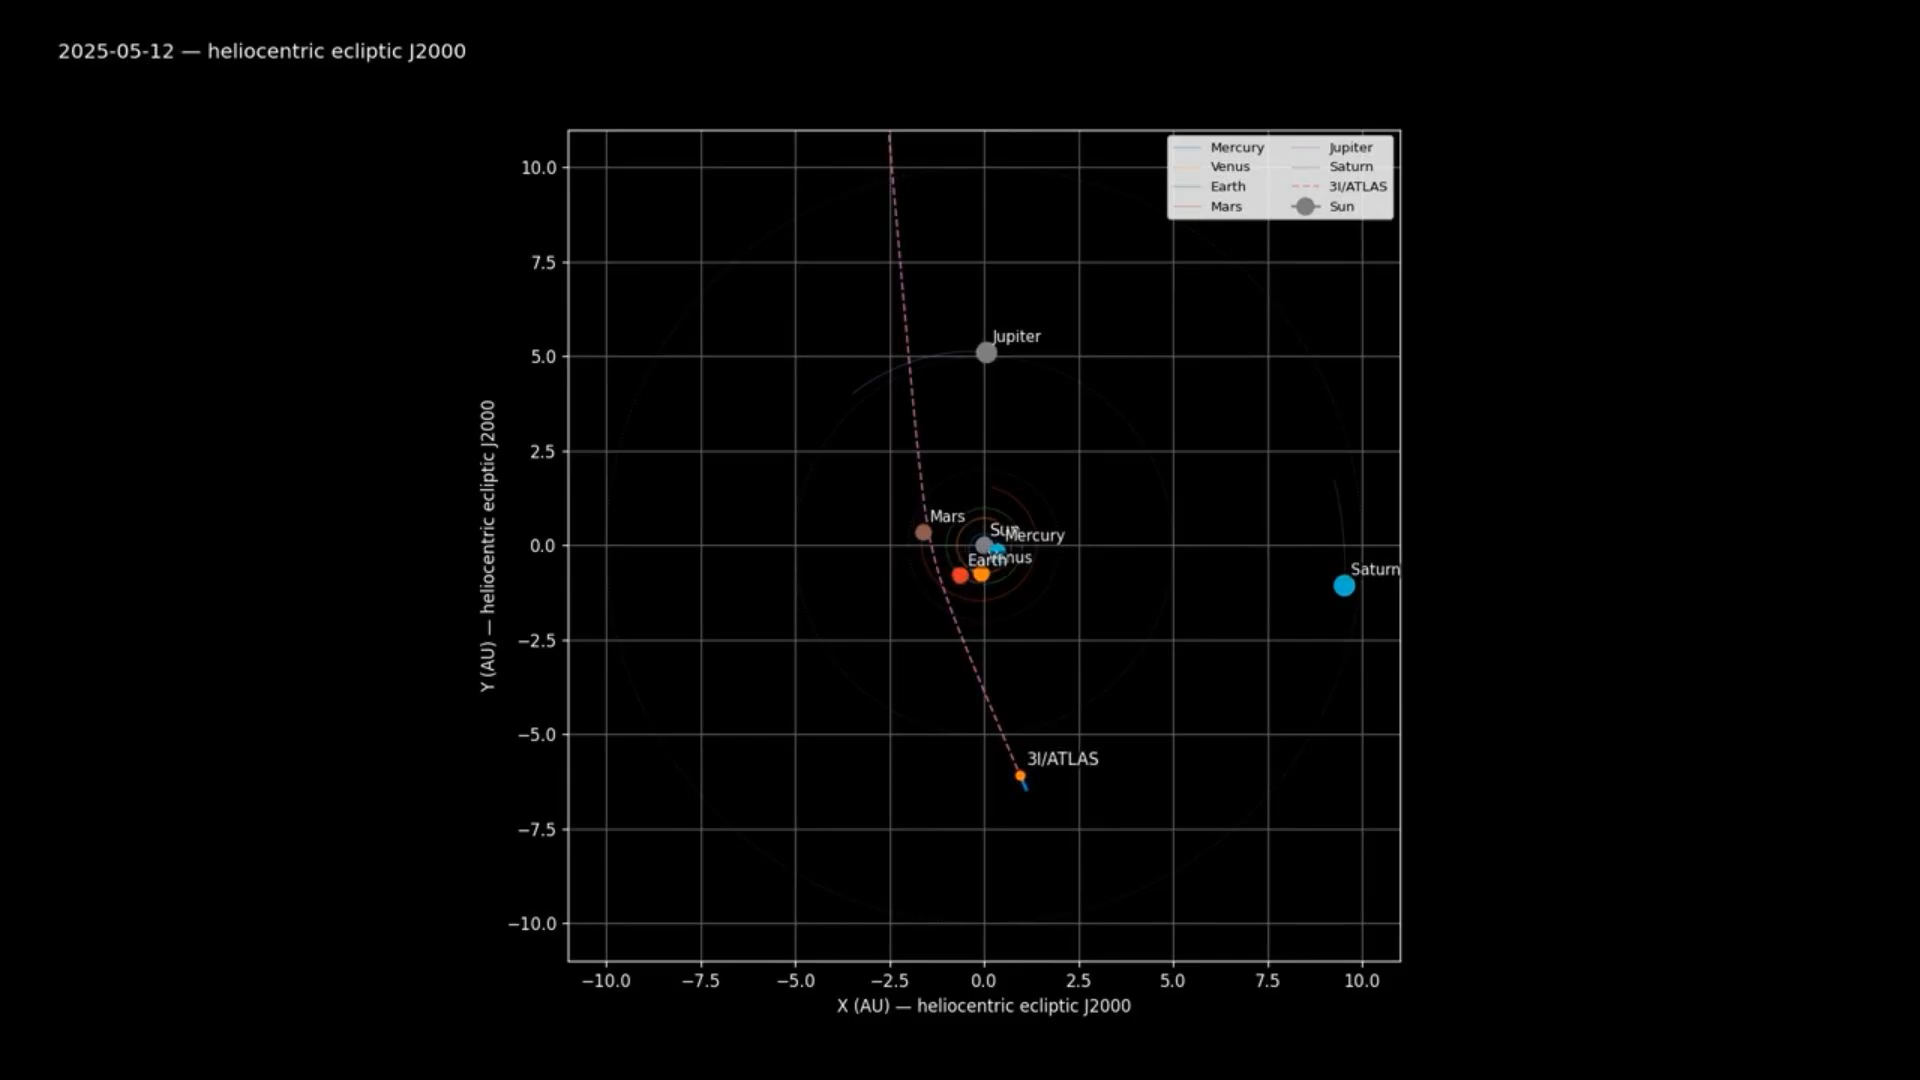 2025-05-12 — heliocentric ecliptic J2000
Mercury
Venus
Earth
Mars
Jupiter
Saturn
3I/ATLAS
Sun
10.0
7.5
5.0
2.5
0.0
−2.5
−5.0
−7.5
−10.0
Y (AU) — heliocentric ecliptic J2000
Jupiter
Mars
Sun
Mercury
Earth
Saturn
3I/ATLAS
−10.0
−7.5
−5.0
−2.5
0.0
2.5
5.0
7.5
10.0
X (AU) — heliocentric ecliptic J2000